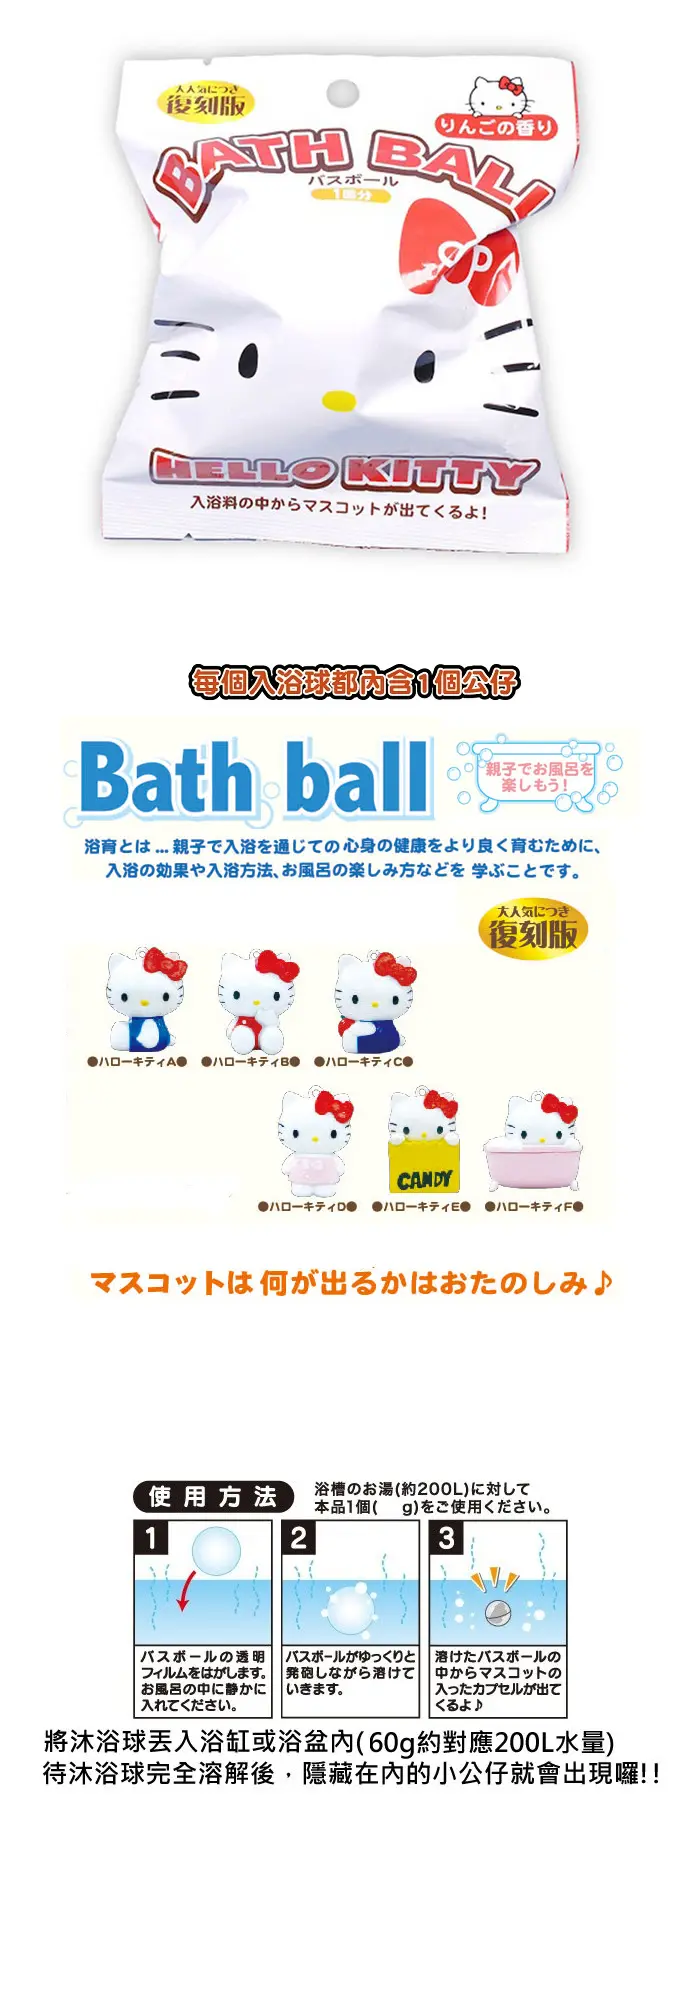 大人気につき
復刻版
りんごの香り
BATH BALL
バスボール
1回分
HELLO KITTY
入浴料の中からマスコットが出てくるよ!
每個入浴球都內含1個公仔
Bath ball
親子でお風呂を
楽しもう!
浴育とは...親子で入浴を通じての心身の健康をより良く育むために、
入浴の効果や入浴方法、お風呂の楽しみ方などを 学ぶことです。
大人気につき
復刻版
●ハローキティA● ●ハローキティB● ●ハローキティC●
CANDY
●ハローキティD● ●ハローキティE● ●ハローキティF●
マスコットは何が出るかはおたのしみ♪
使用方法
浴槽のお湯(約200L)に対して
本品1個( g)をご使用ください。
1
バスボールの透明
フィルムをはがします。
お風呂の中に静かに
入れてください。
2
バスボールがゆっくりと
発砲しながら溶けて
いきます。
3
溶けたバスボールの
中からマスコットの
入ったカプセルが出て
くるよ♪
將沐浴球丟入浴缸或浴盆內(60g約對應200L水量)
待沐浴球完全溶解後，隱藏在內的小公仔就會出現囉!!